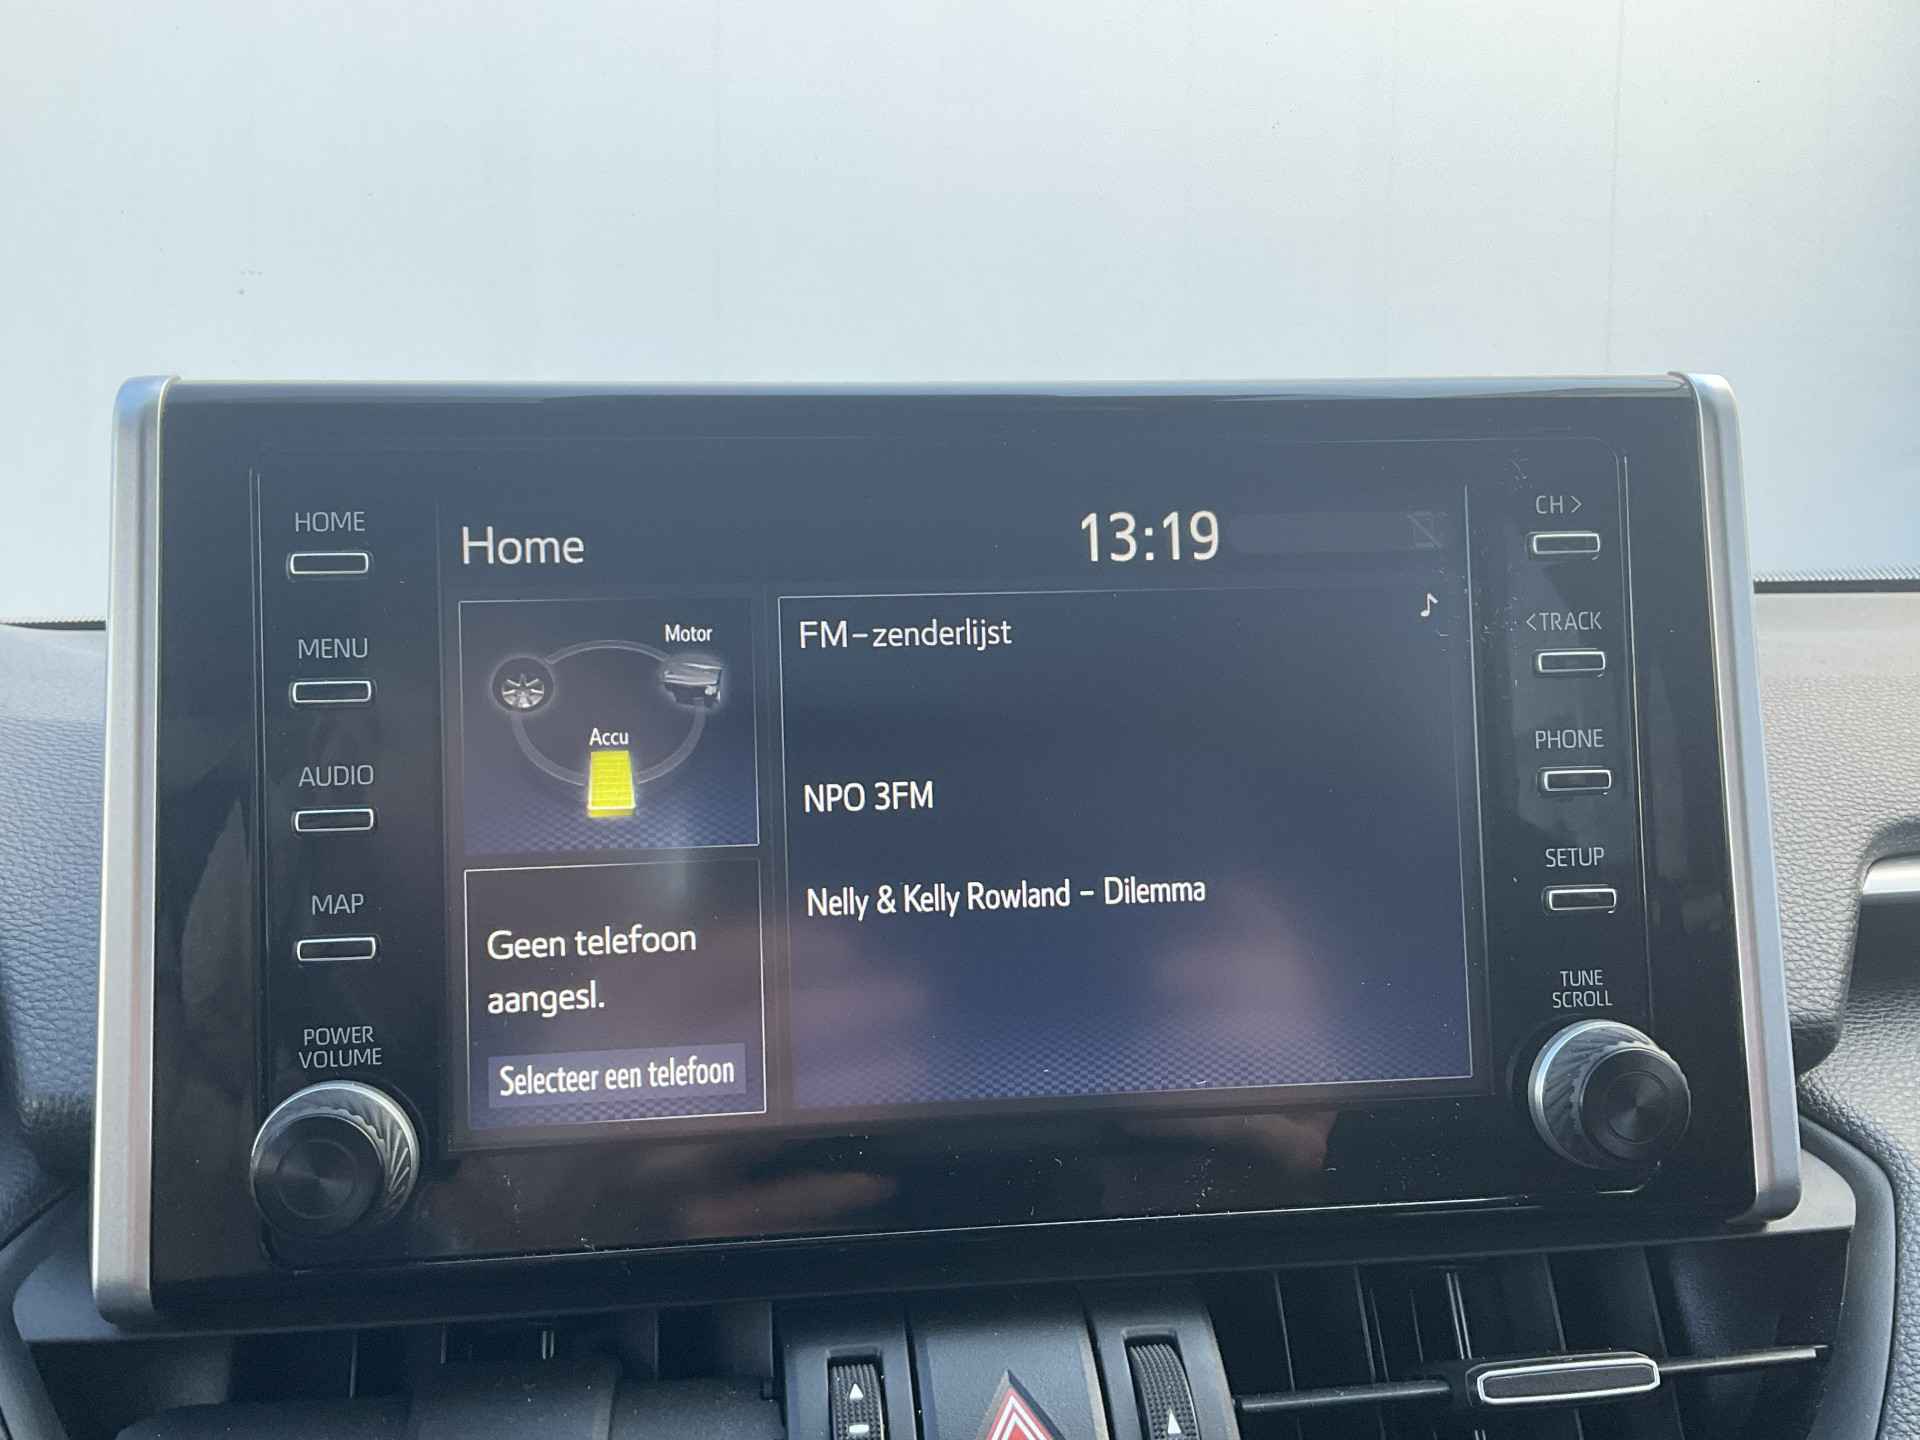 HOME
MENU
AUDIO
MAP
POWER
VOLUME
Home
13:19
Motor
Accu
Geen telefoon
aangesl.
Selecteer een telefoon
FM-zenderlijst
NPO 3FM
Nelly & Kelly Rowland - Dilemma
CH >
<TRACK
PHONE
SETUP
TUNE
SCROLL